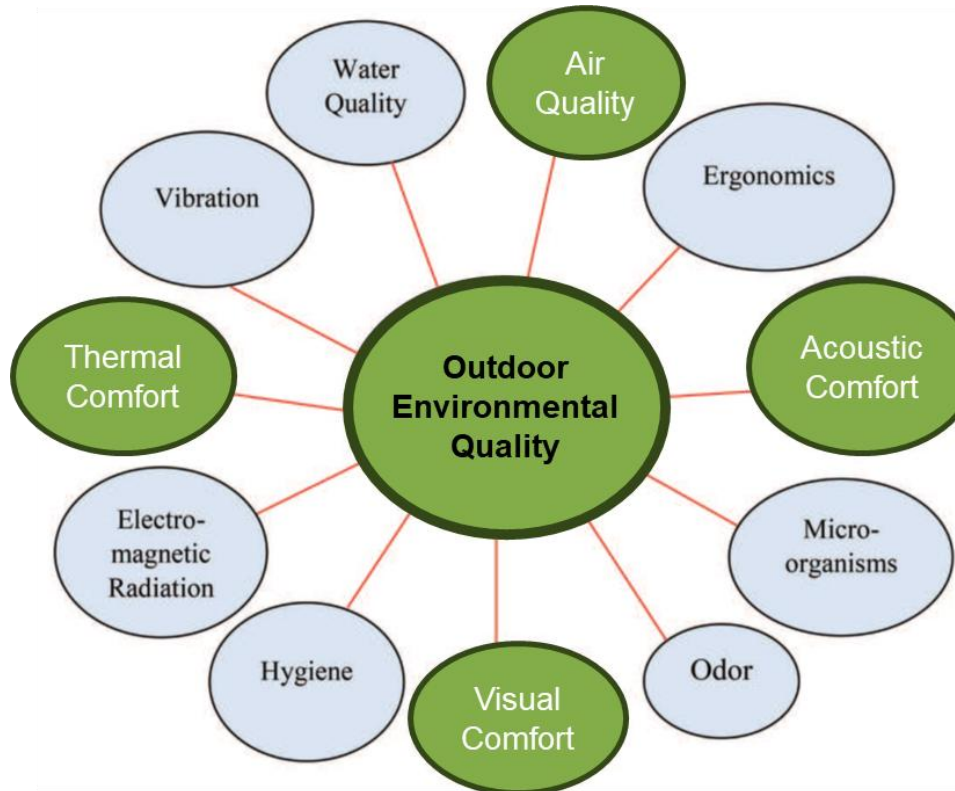 Water
Quality
Air
Quality
Ergonomics
Vibration
Thermal
Comfort
Outdoor
Environmental
Quality
Acoustic
Comfort
Electro-
magnetic
Radiation
Micro-
organisms
Hygiene
Visual
Comfort
Odor